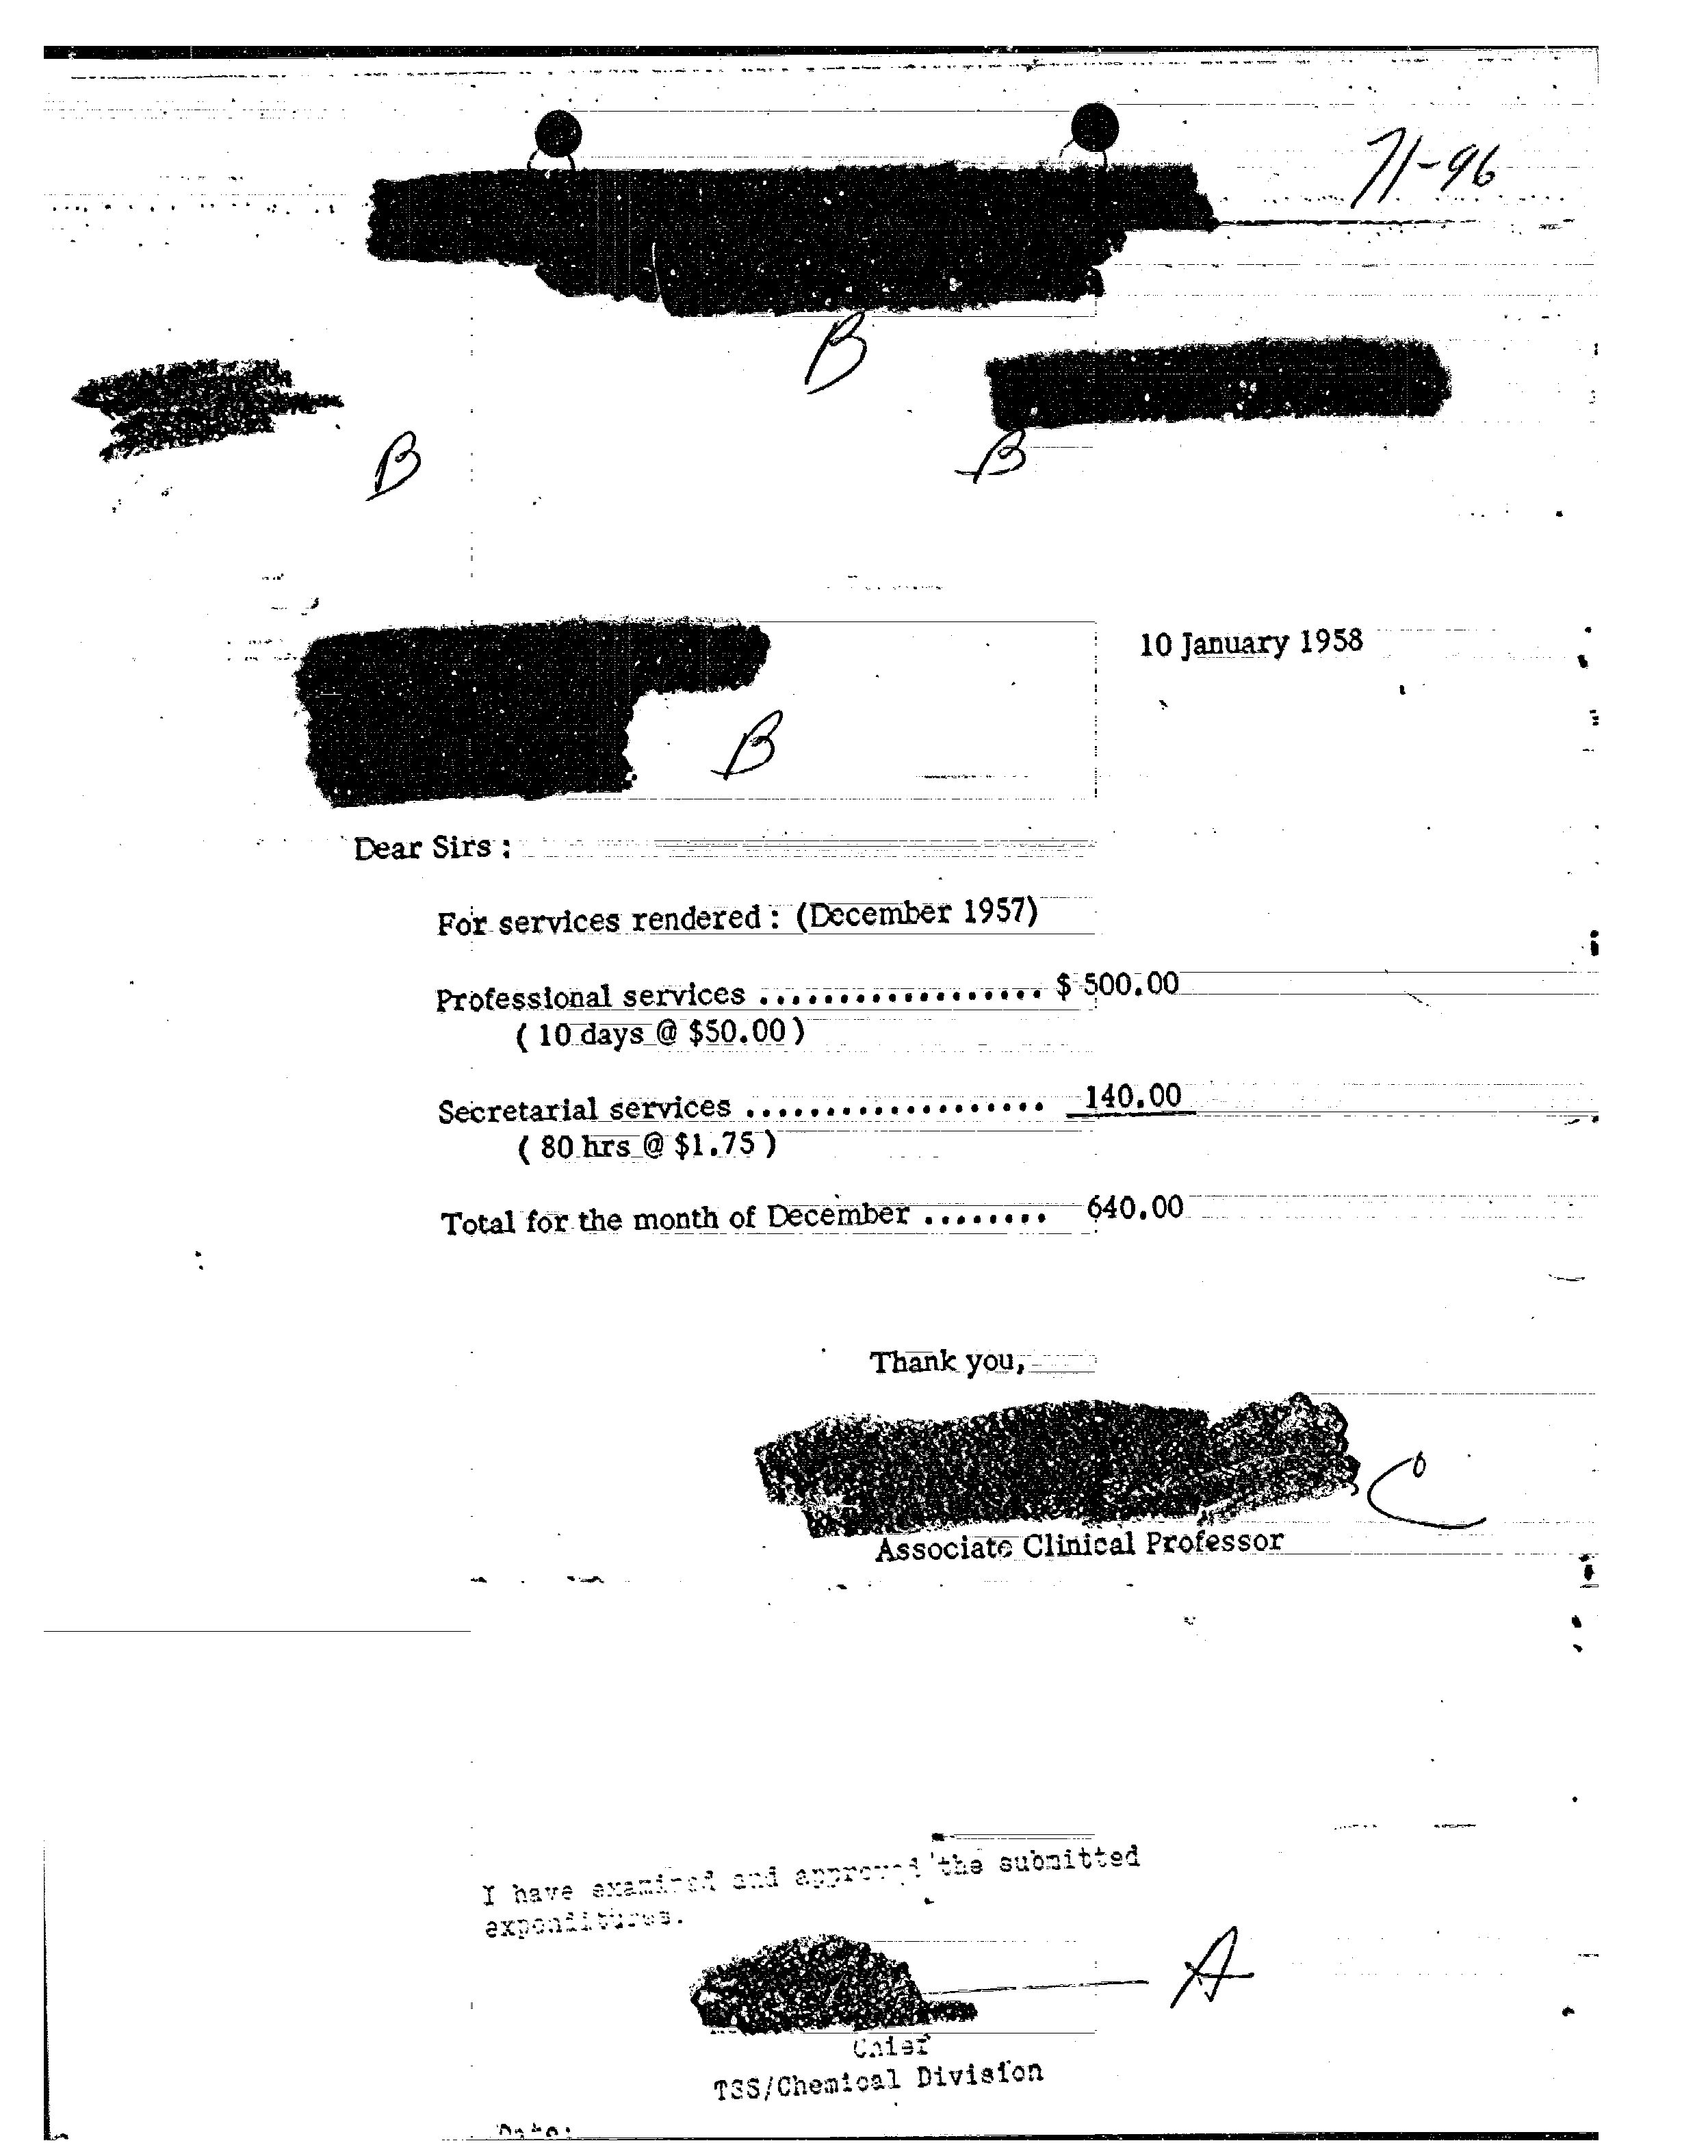 71-96
B
B
B
10 January 1958
B
Dear Sirs :
For services rendered : (December 1957)
Professional services .................. $ 500.00
( 10 days @ $50.00 )
Secretarial services ................... 140.00
( 80 hrs @ $1.75 )
Total for the month of December ........ 640.00
Thank you,
C
Associate Clinical Professor
I have examined and approved the submitted
expenditures.
A
Chief
TSS/Chemical Division
Date: